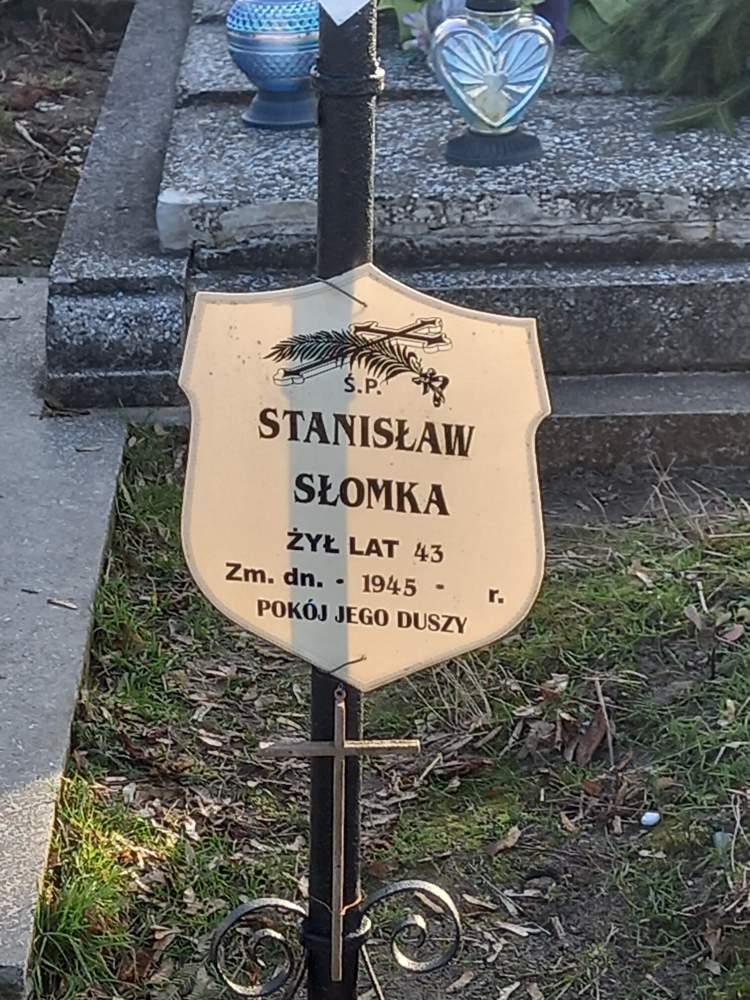 Ś.P.
STANISŁAW
SŁOMKA
ŻYŁ LAT 43
Zm. dn. - 1945 - r.
POKÓJ JEGO DUSZY